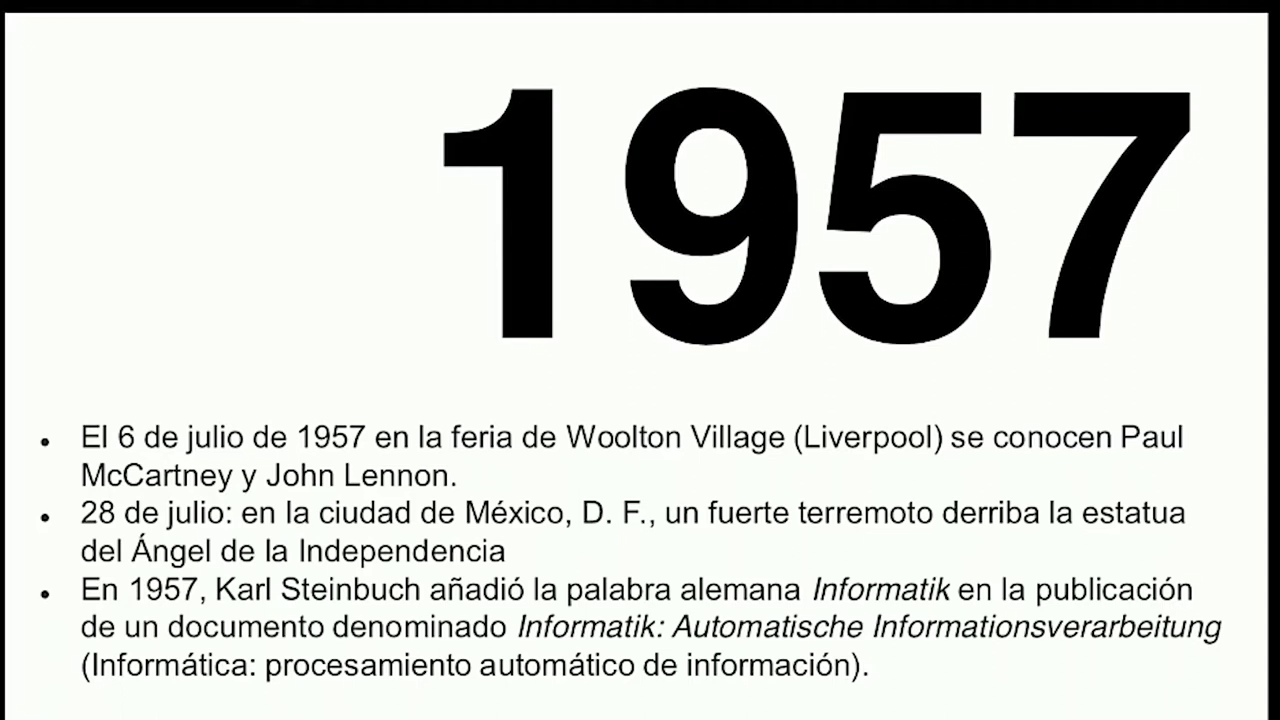 1957
• El 6 de julio de 1957 en la feria de Woolton Village (Liverpool) se conocen Paul
McCartney y John Lennon.
• 28 de julio: en la ciudad de México, D. F., un fuerte terremoto derriba la estatua
del Ángel de la Independencia
• En 1957, Karl Steinbuch añadió la palabra alemana Informatik en la publicación
de un documento denominado Informatik: Automatische Informationsverarbeitung
(Informática: procesamiento automático de información).